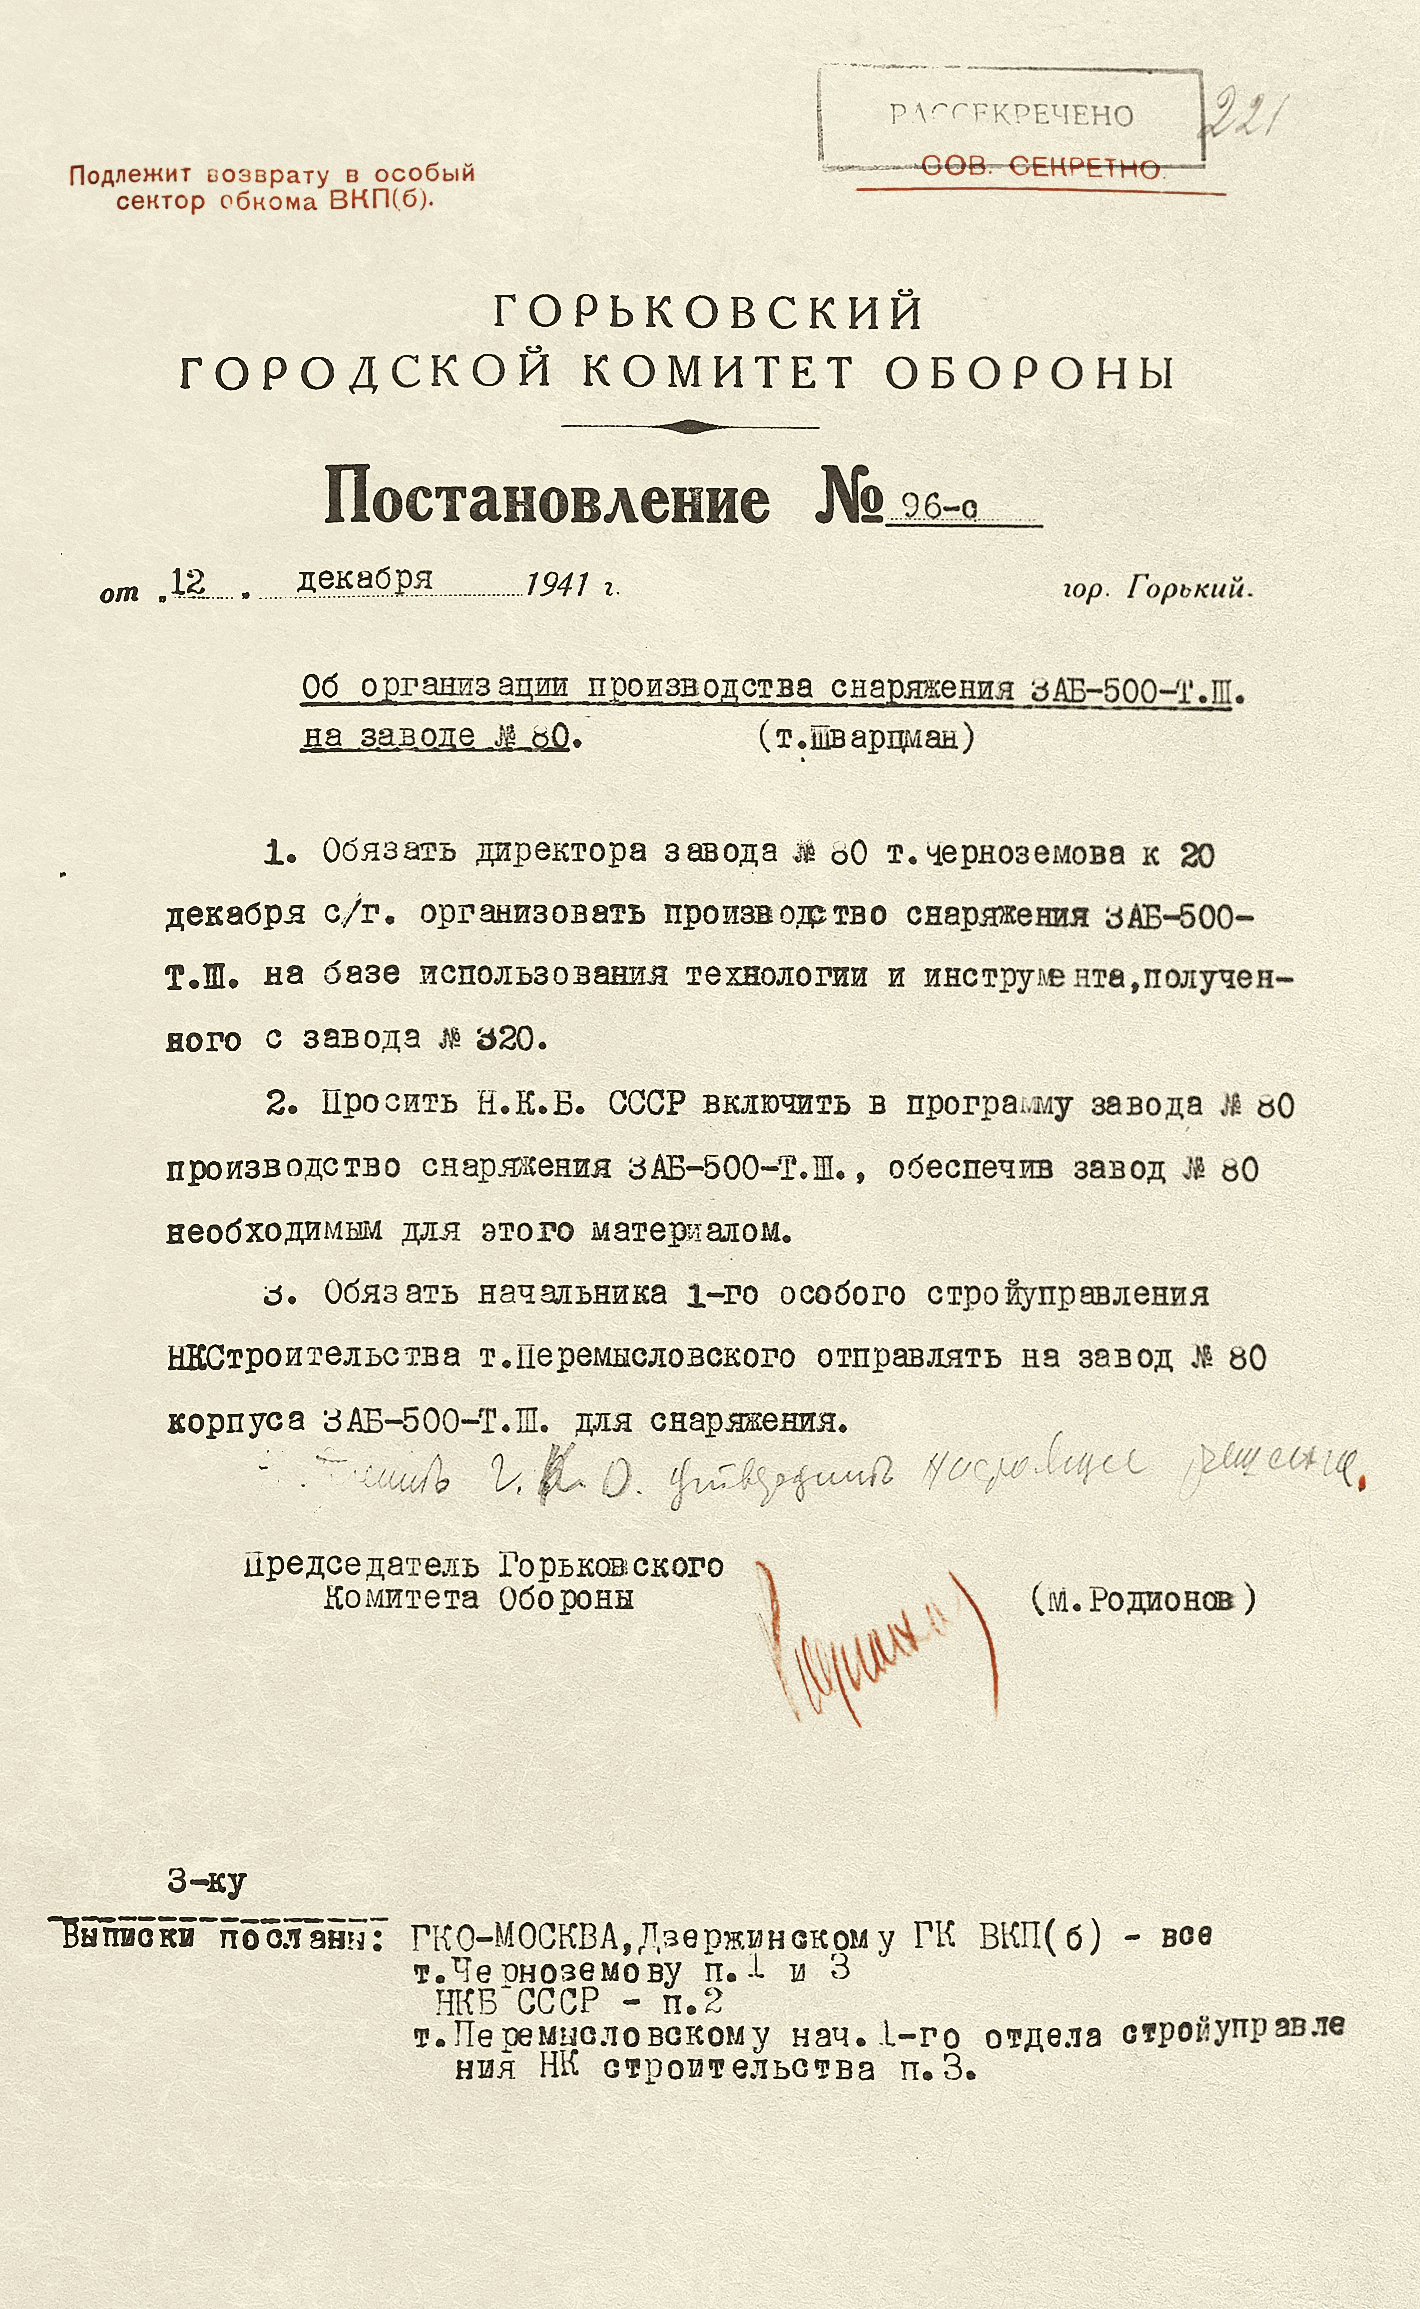 РАССЕКРЕЧЕНО
221
СОВ. СЕКРЕТНО.
Подлежит возврату в особый
сектор обкома ВКП(б).
ГОРЬКОВСКИЙ
ГОРОДСКОЙ КОМИТЕТ ОБОРОНЫ
Постановление № 96-с
от „12„ декабря 1941 г. гор. Горький.
Об организации производства снаряжения ЗАБ-500-Т.Ш.
на заводе № 80. (т.Шварцман)
1. Обязать директора завода № 80 т.черноземова к 20
декабря с/г. организовать производство снаряжения ЗАБ-500-
Т.Ш. на базе использования технологии и инструмента,получен-
ного с завода № 320.
2. Просить Н.К.Б. СССР включить в программу завода № 80
производство снаряжения ЗАБ-500-Т.Ш., обеспечив завод № 80
необходимым для этого материалом.
3. Обязать начальника 1-го особого стройуправления
НКСтроительства т.Перемысловского отправлять на завод № 80
корпуса ЗАБ-500-Т.Ш. для снаряжения.
Г.К.О. утвердить настоящее решение.
Председатель Горьковского
Комитета Обороны (м.Родионов)
3-ку
Выписки посланы: ГКО-МОСКВА,Дзержинскому ГК ВКП(б) - все
т.Черноземову п.1 и 3
НКБ СССР - п.2
т.Перемысловскому нач.1-го отдела стройуправле
ния НК строительства п.3.